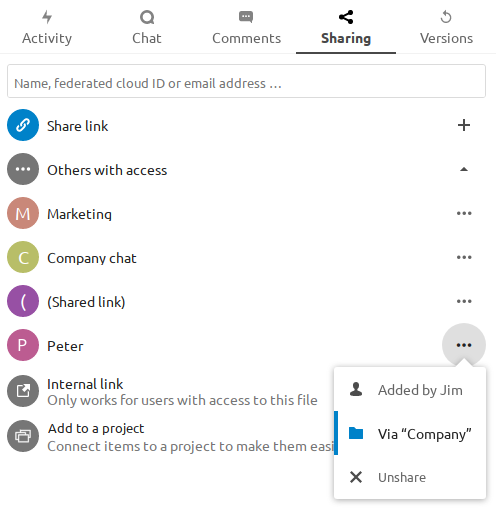 Activity
Chat
Comments
Sharing
Versions
Name, federated cloud ID or email address …
Share link
Others with access
M Marketing
C Company chat
( (Shared link)
P Peter
Internal link
Only works for users with access to this file
Add to a project
Connect items to a project to make them easi
Added by Jim
Via “Company”
Unshare